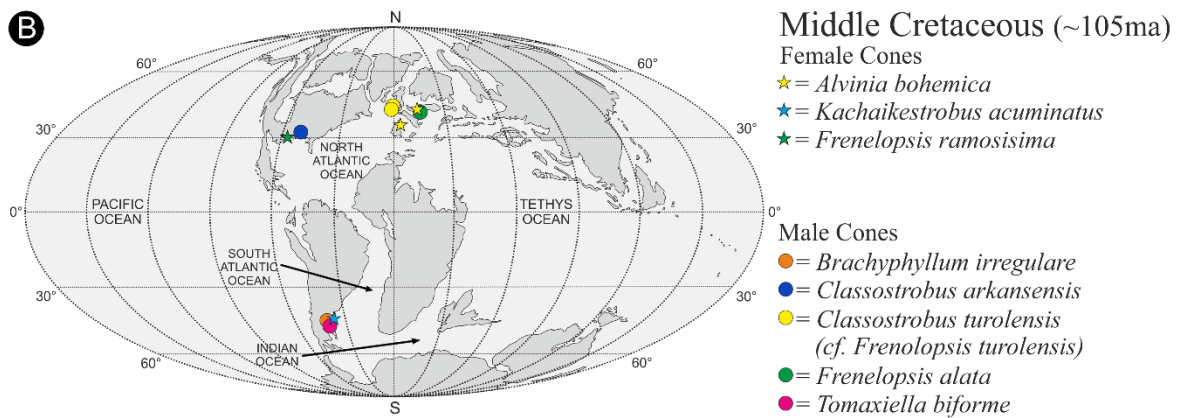 B
N
60°
60°
30°
30°
NORTH
ATLANTIC
OCEAN
PACIFIC
OCEAN
TETHYS
OCEAN
0°
0°
SOUTH
ATLANTIC
OCEAN
30°
30°
INDIAN
OCEAN
60°
60°
S
Middle Cretaceous (~105ma)
Female Cones
= Alvinia bohemica
= Kachaikestrobus acuminatus
= Frenelopsis ramosisima
Male Cones
= Brachyphyllum irregulare
= Classostrobus arkansensis
= Classostrobus turolensis
(cf. Frenolopsis turolensis)
= Frenelopsis alata
= Tomaxiella biforme